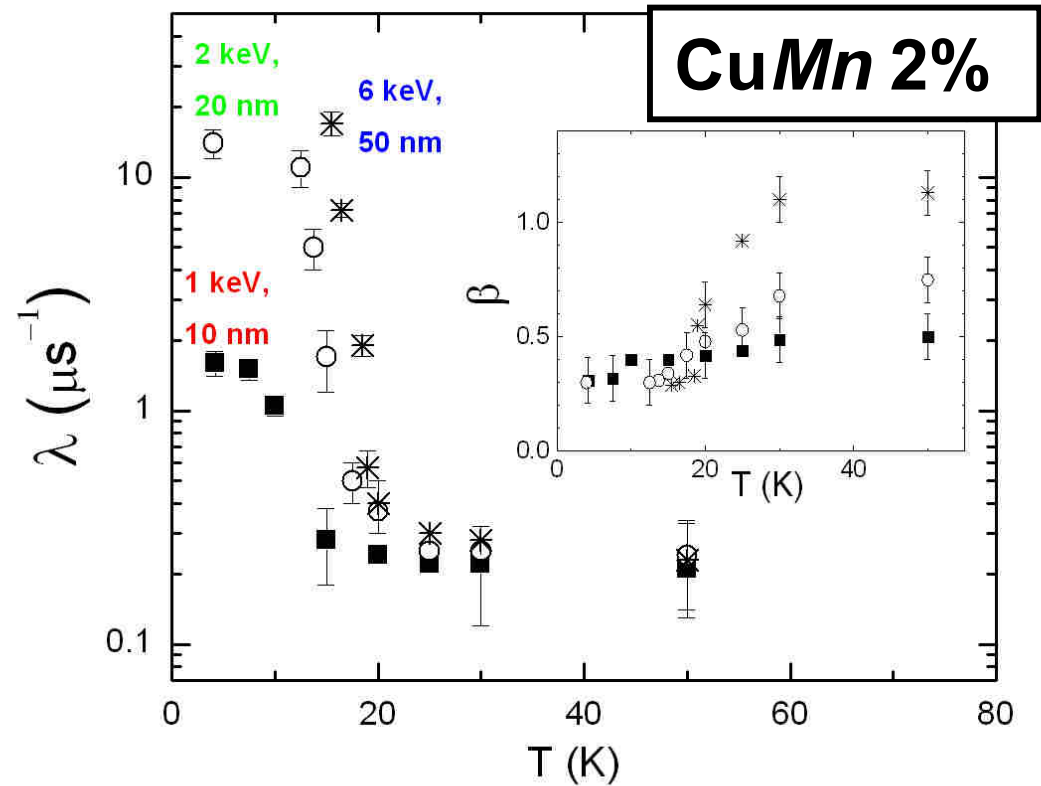 CuMn 2%
2 keV,
20 nm
6 keV,
50 nm
1 keV,
10 nm
λ (μs⁻¹)
10
1
0.1
0
20
40
60
80
T (K)
β
1.0
0.5
0.0
0
20
40
T (K)